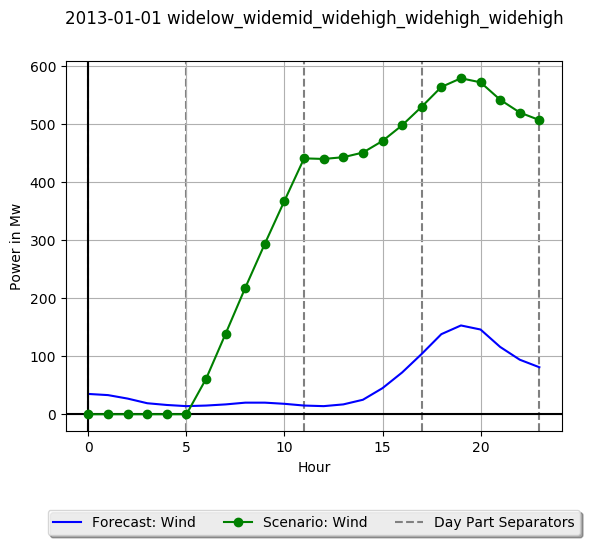 2013-01-01 widelow_widemid_widehigh_widehigh_widehigh
600
500
400
300
200
100
0
Power in Mw
0 5 10 15 20
Hour
Forecast: Wind Scenario: Wind Day Part Separators